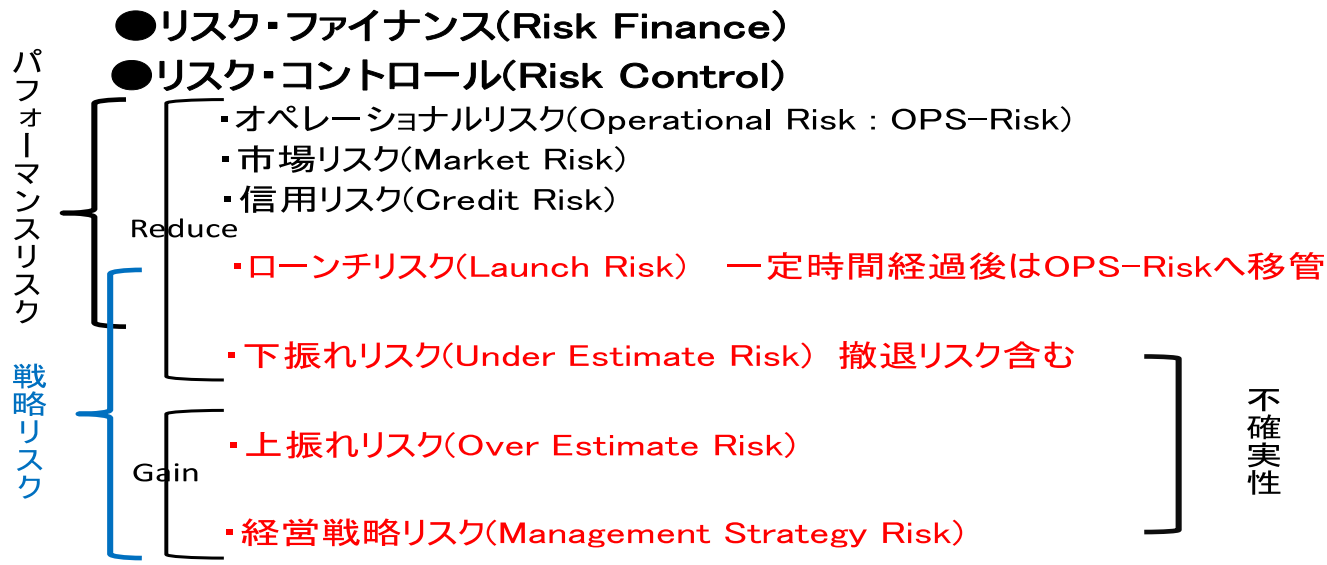 ●リスク・ファイナンス(Risk Finance)
●リスク・コントロール(Risk Control)
パフォーマンスリスク
・オペレーショナルリスク(Operational Risk : OPS-Risk)
・市場リスク(Market Risk)
・信用リスク(Credit Risk)
Reduce
・ローンチリスク(Launch Risk) 一定時間経過後はOPS-Riskへ移管
・下振れリスク(Under Estimate Risk) 撤退リスク含む
戦略リスク
・上振れリスク(Over Estimate Risk)
Gain
・経営戦略リスク(Management Strategy Risk)
不確実性